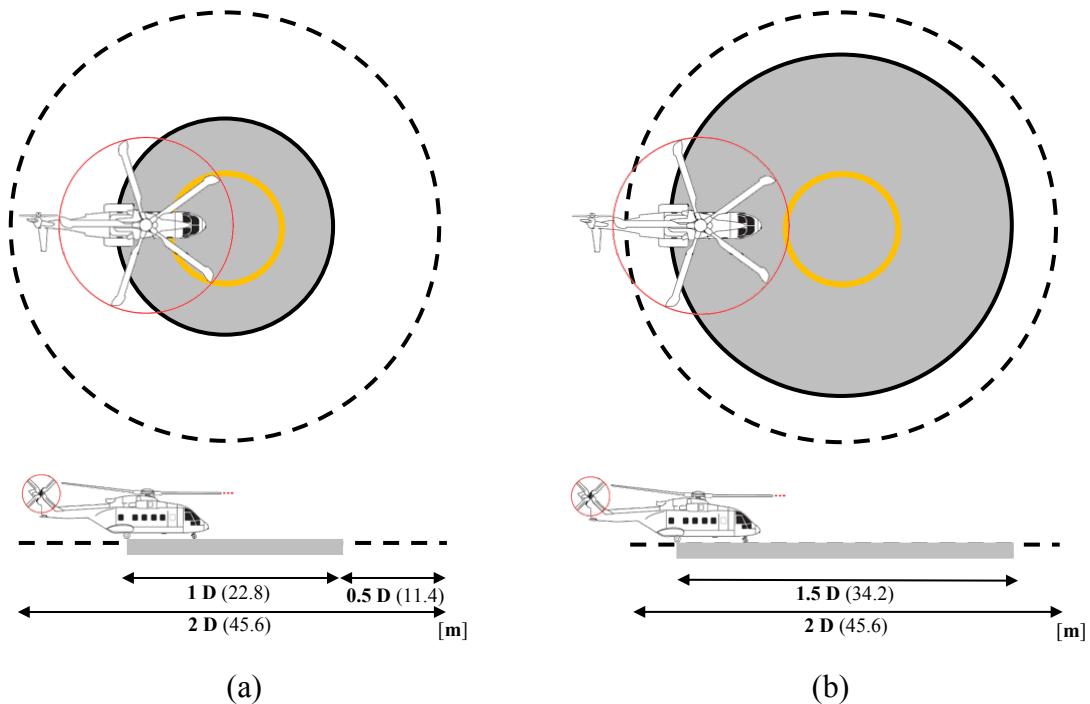 1 D (22.8)
0.5 D (11.4)
2 D (45.6)
[m]
(a)
1.5 D (34.2)
2 D (45.6)
[m]
(b)